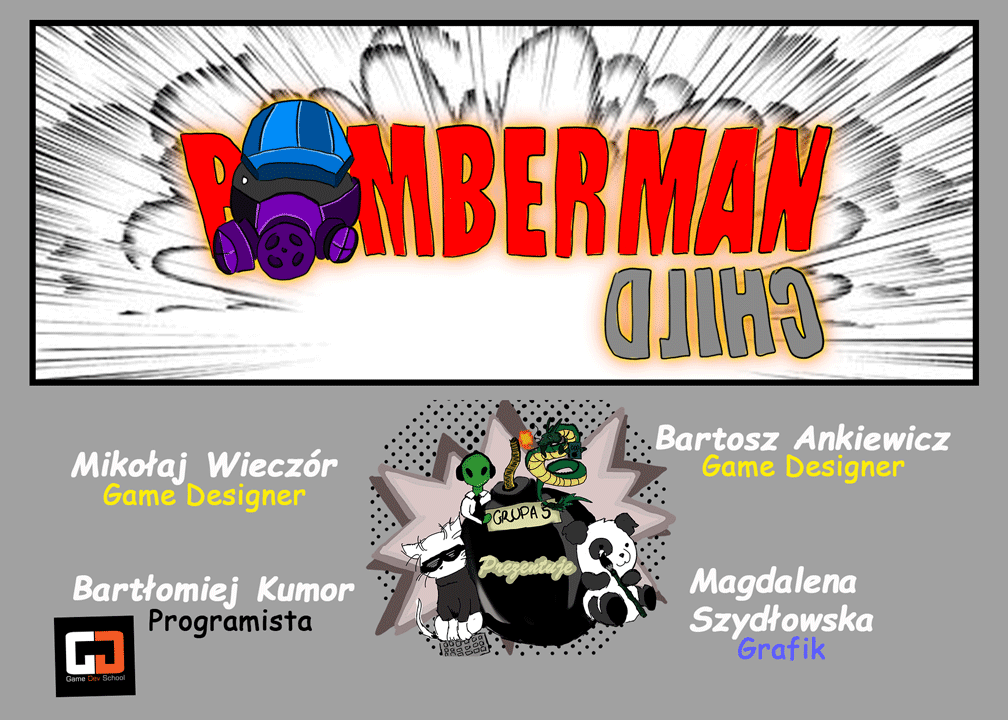 BOMBERMAN
CHILD
Mikołaj Wieczór
Game Designer
Bartosz Ankiewicz
Game Designer
GRUPA 5
Prezentuje
Bartłomiej Kumor
Programista
Magdalena
Szydłowska
Grafik
Game Dev School